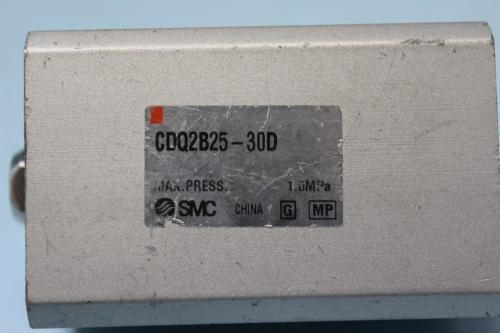 CDQ2B25-30D
MAX.PRESS. 1.0MPa
SMC CHINA G MP